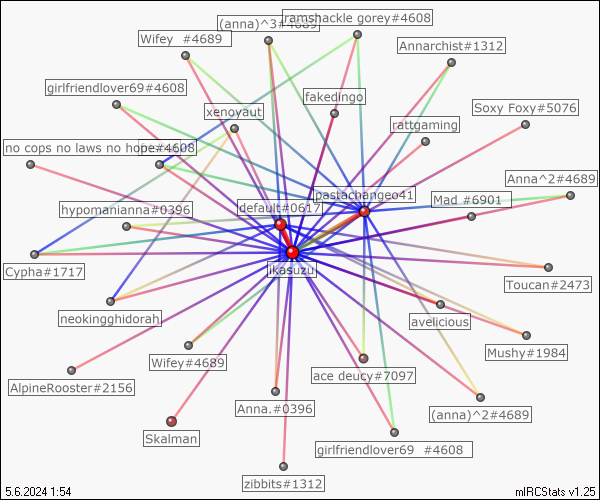 (anna)^3#4689
ramshackle gorey#4608
Wifey  #4689
Annarchist#1312
girlfriendlover69#4608
fakedingo
xenoyaut
Soxy Foxy#5076
rattgaming
no cops no laws no hope#4608
pastachangeo41
Anna^2#4689
Mad #6901
hypomanianna#0396
default#0617
Cypha#1717
ikasuzu
Toucan#2473
neokingghidorah
avelicious
Mushy#1984
Wifey#4689
ace deucy#7097
AlpineRooster#2156
Anna.#0396
(anna)^2#4689
Skalman
girlfriendlover69  #4608
zibbits#1312
5.6.2024 1:54
mIRCStats v1.25